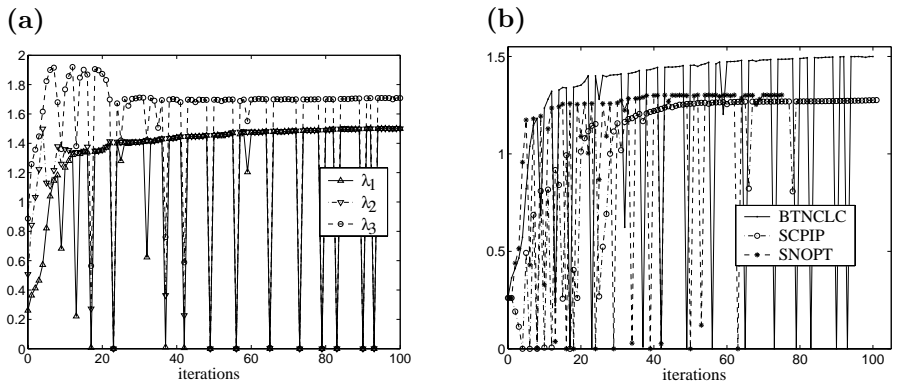 (a)
2
1.8
1.6
1.4
1.2
1
0.8
0.6
0.4
0.2
0
0 20 40 60 80 100
iterations
λ1
λ2
λ3
(b)
1.5
1
0.5
0
0 20 40 60 80 100
iterations
BTNCLC
SCPIP
SNOPT